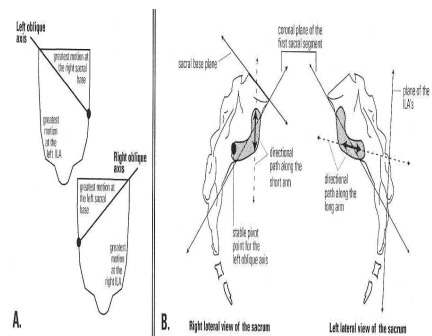 Left oblique
axis
greatest motion at
the right sacral
base
greatest
motion
at the
left ILA
Right oblique
axis
greatest motion at
the left sacral
base
greatest
motion
at the
right ILA
A.
coronal plane of the
first sacral segment
sacral base plane
plane of the
ILA's
directional
path along the
short arm
directional
path along the
long arm
stable pivot
point for the
left oblique axis
B.
Right lateral view of the sacrum
Left lateral view of the sacrum